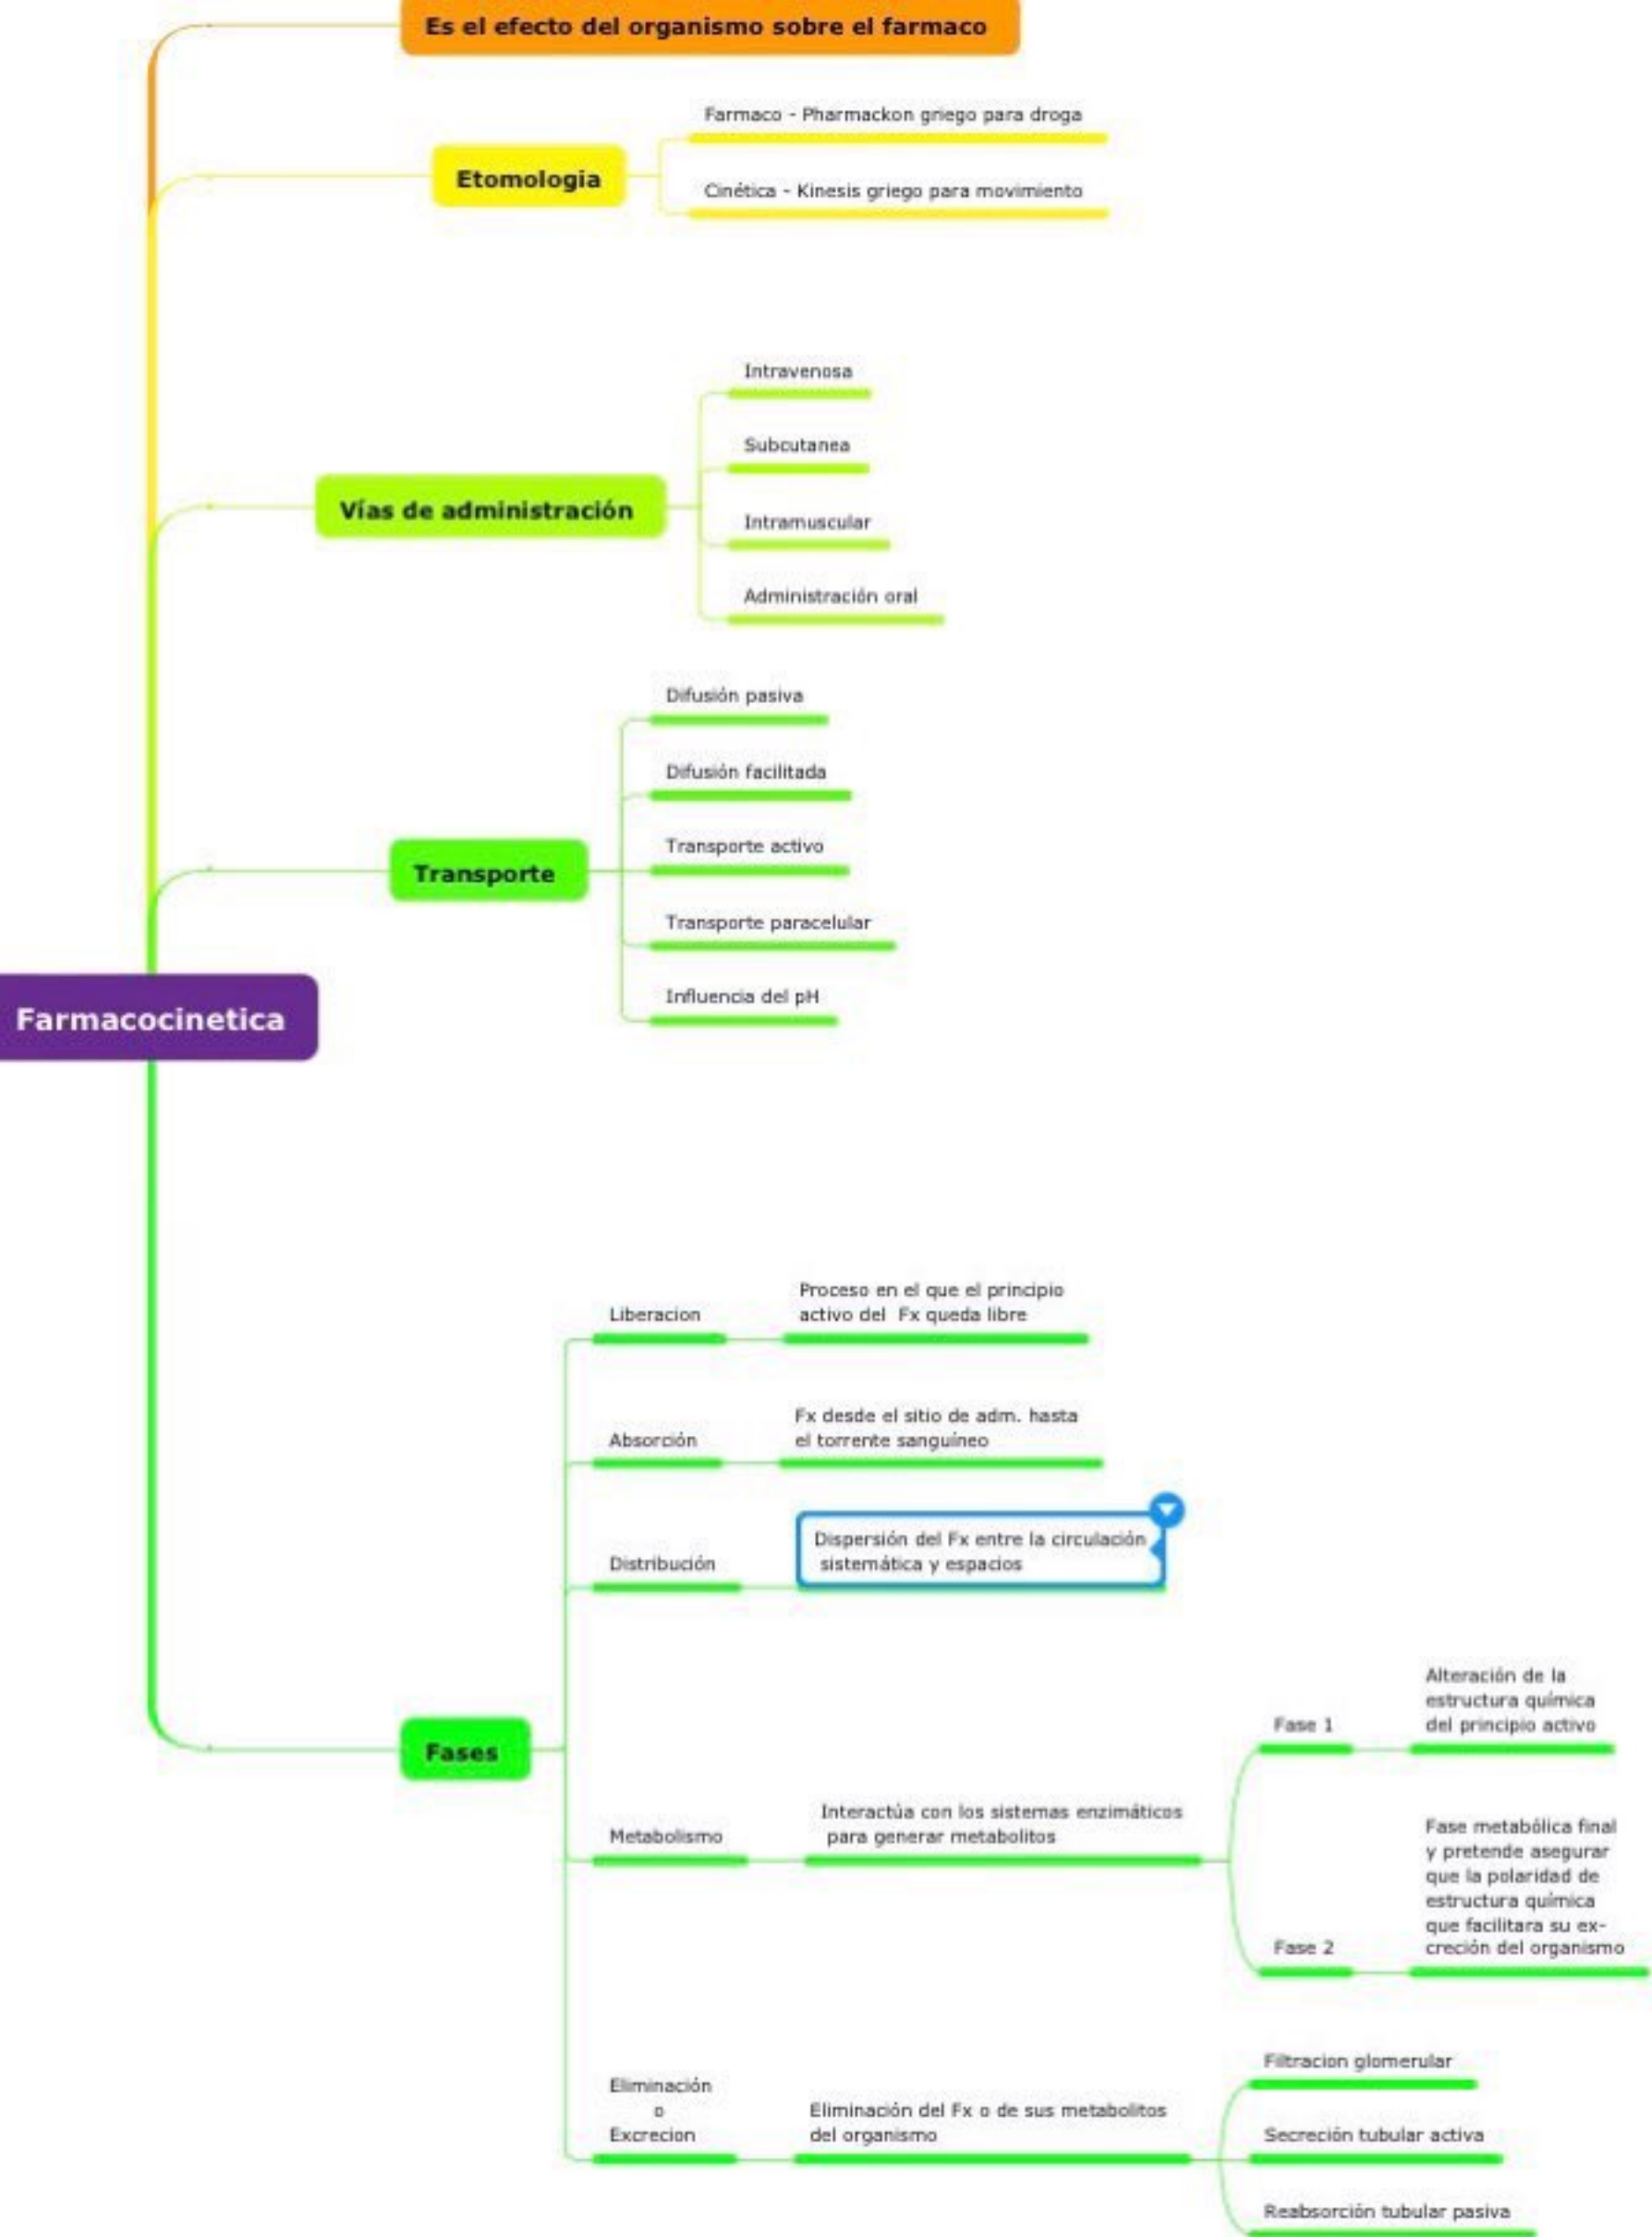 Es el efecto del organismo sobre el farmaco
Etomologia
Farmaco - Pharmackon griego para droga
Cinética - Kinesis griego para movimiento
Vías de administración
Intravenosa
Subcutanea
Intramuscular
Administración oral
Transporte
Difusión pasiva
Difusión facilitada
Transporte activo
Transporte paracelular
Influencia del pH
Farmacocinetica
Fases
Liberacion
Proceso en el que el principio
activo del Fx queda libre
Absorción
Fx desde el sitio de adm. hasta
el torrente sanguíneo
Distribución
Dispersión del Fx entre la circulación
sistemática y espacios
Metabolismo
Interactúa con los sistemas enzimáticos
para generar metabolitos
Fase 1
Alteración de la
estructura química
del principio activo
Fase 2
Fase metabólica final
y pretende asegurar
que la polaridad de
estructura química
que facilitara su ex-
creción del organismo
Eliminación
o
Excrecion
Eliminación del Fx o de sus metabolitos
del organismo
Filtracion glomerular
Secreción tubular activa
Reabsorción tubular pasiva